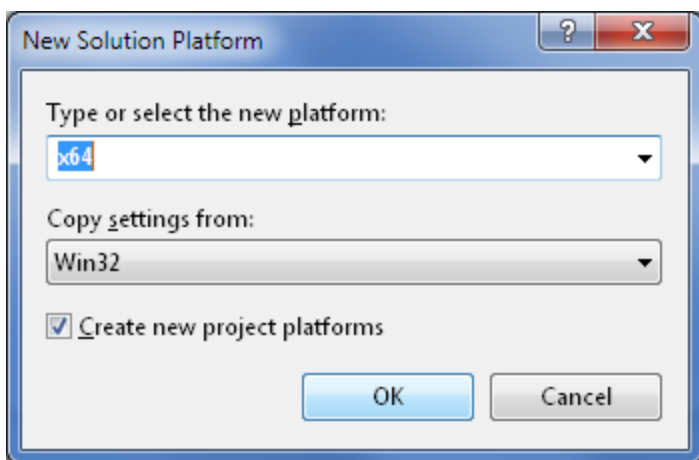 New Solution Platform
Type or select the new platform:
x64
Copy settings from:
Win32
Create new project platforms
OK Cancel